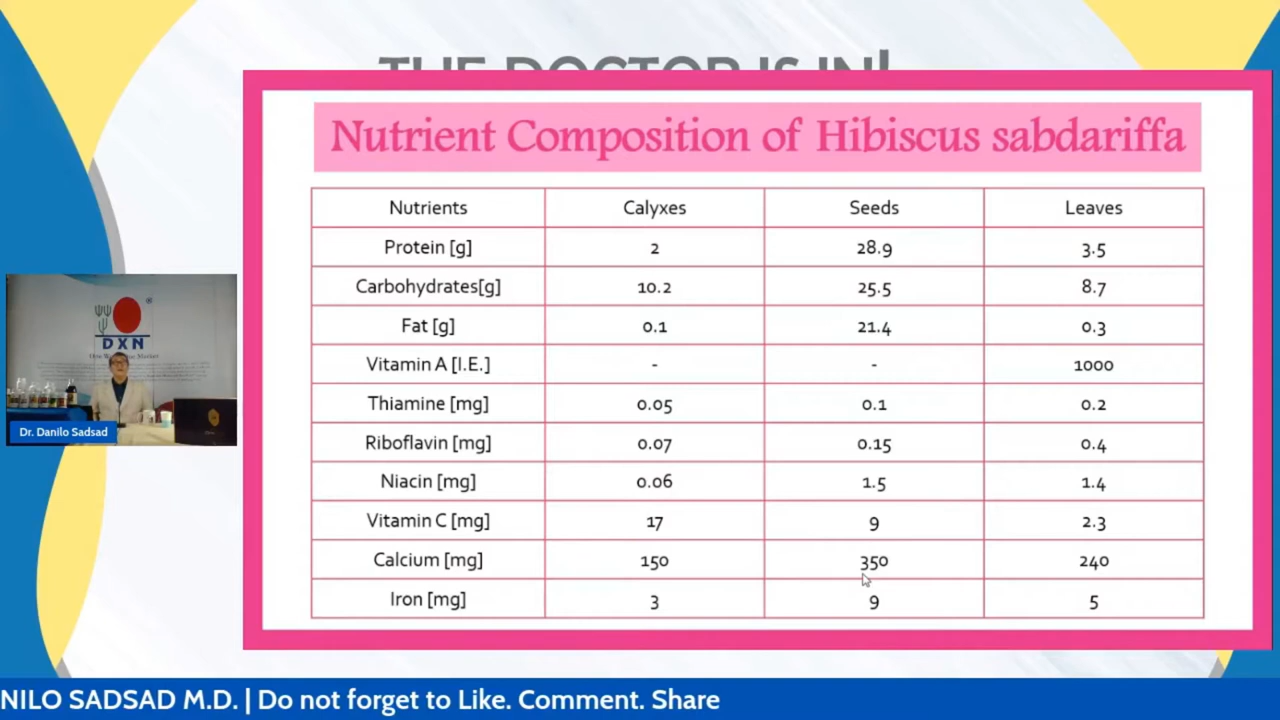 THE DOCTOR IS IN!
Nutrient Composition of Hibiscus sabdariffa
Nutrients Calyxes Seeds Leaves
Protein [g] 2 28.9 3.5
Carbohydrates[g] 10.2 25.5 8.7
Fat [g] 0.1 21.4 0.3
Vitamin A [I.E.] - - 1000
Thiamine [mg] 0.05 0.1 0.2
Riboflavin [mg] 0.07 0.15 0.4
Niacin [mg] 0.06 1.5 1.4
Vitamin C [mg] 17 9 2.3
Calcium [mg] 150 350 240
Iron [mg] 3 9 5
®
DXN
Dr. Danilo Sadsad
NILO SADSAD M.D. | Do not forget to Like. Comment. Share